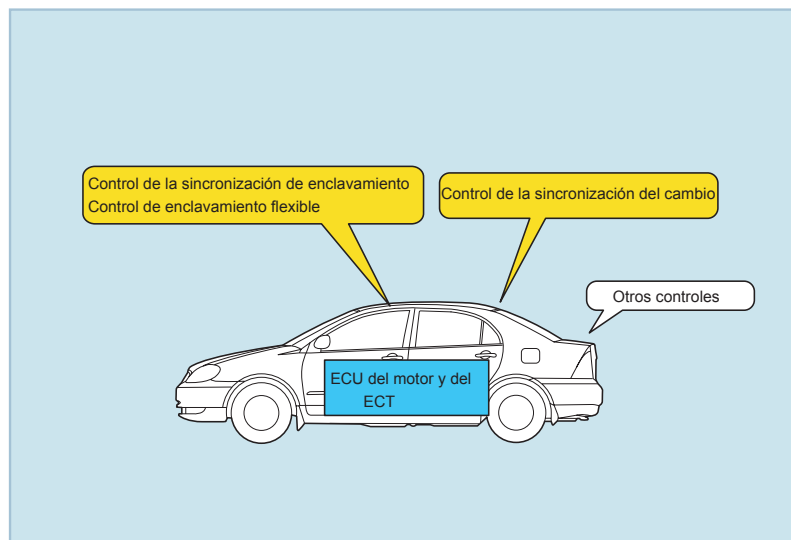 Control de la sincronización de enclavamiento
Control de enclavamiento flexible
Control de la sincronización del cambio
Otros controles
ECU del motor y del
ECT